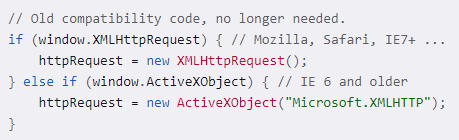 // Old compatibility code, no longer needed.
if (window.XMLHttpRequest) { // Mozilla, Safari, IE7+ ...
    httpRequest = new XMLHttpRequest();
} else if (window.ActiveXObject) { // IE 6 and older
    httpRequest = new ActiveXObject("Microsoft.XMLHTTP");
}